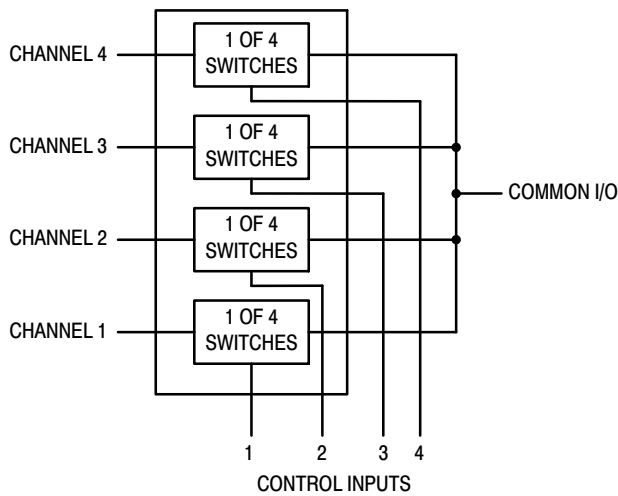 CHANNEL 4
1 OF 4
SWITCHES
CHANNEL 3
1 OF 4
SWITCHES
COMMON I/O
CHANNEL 2
1 OF 4
SWITCHES
CHANNEL 1
1 OF 4
SWITCHES
1 2 3 4
CONTROL INPUTS